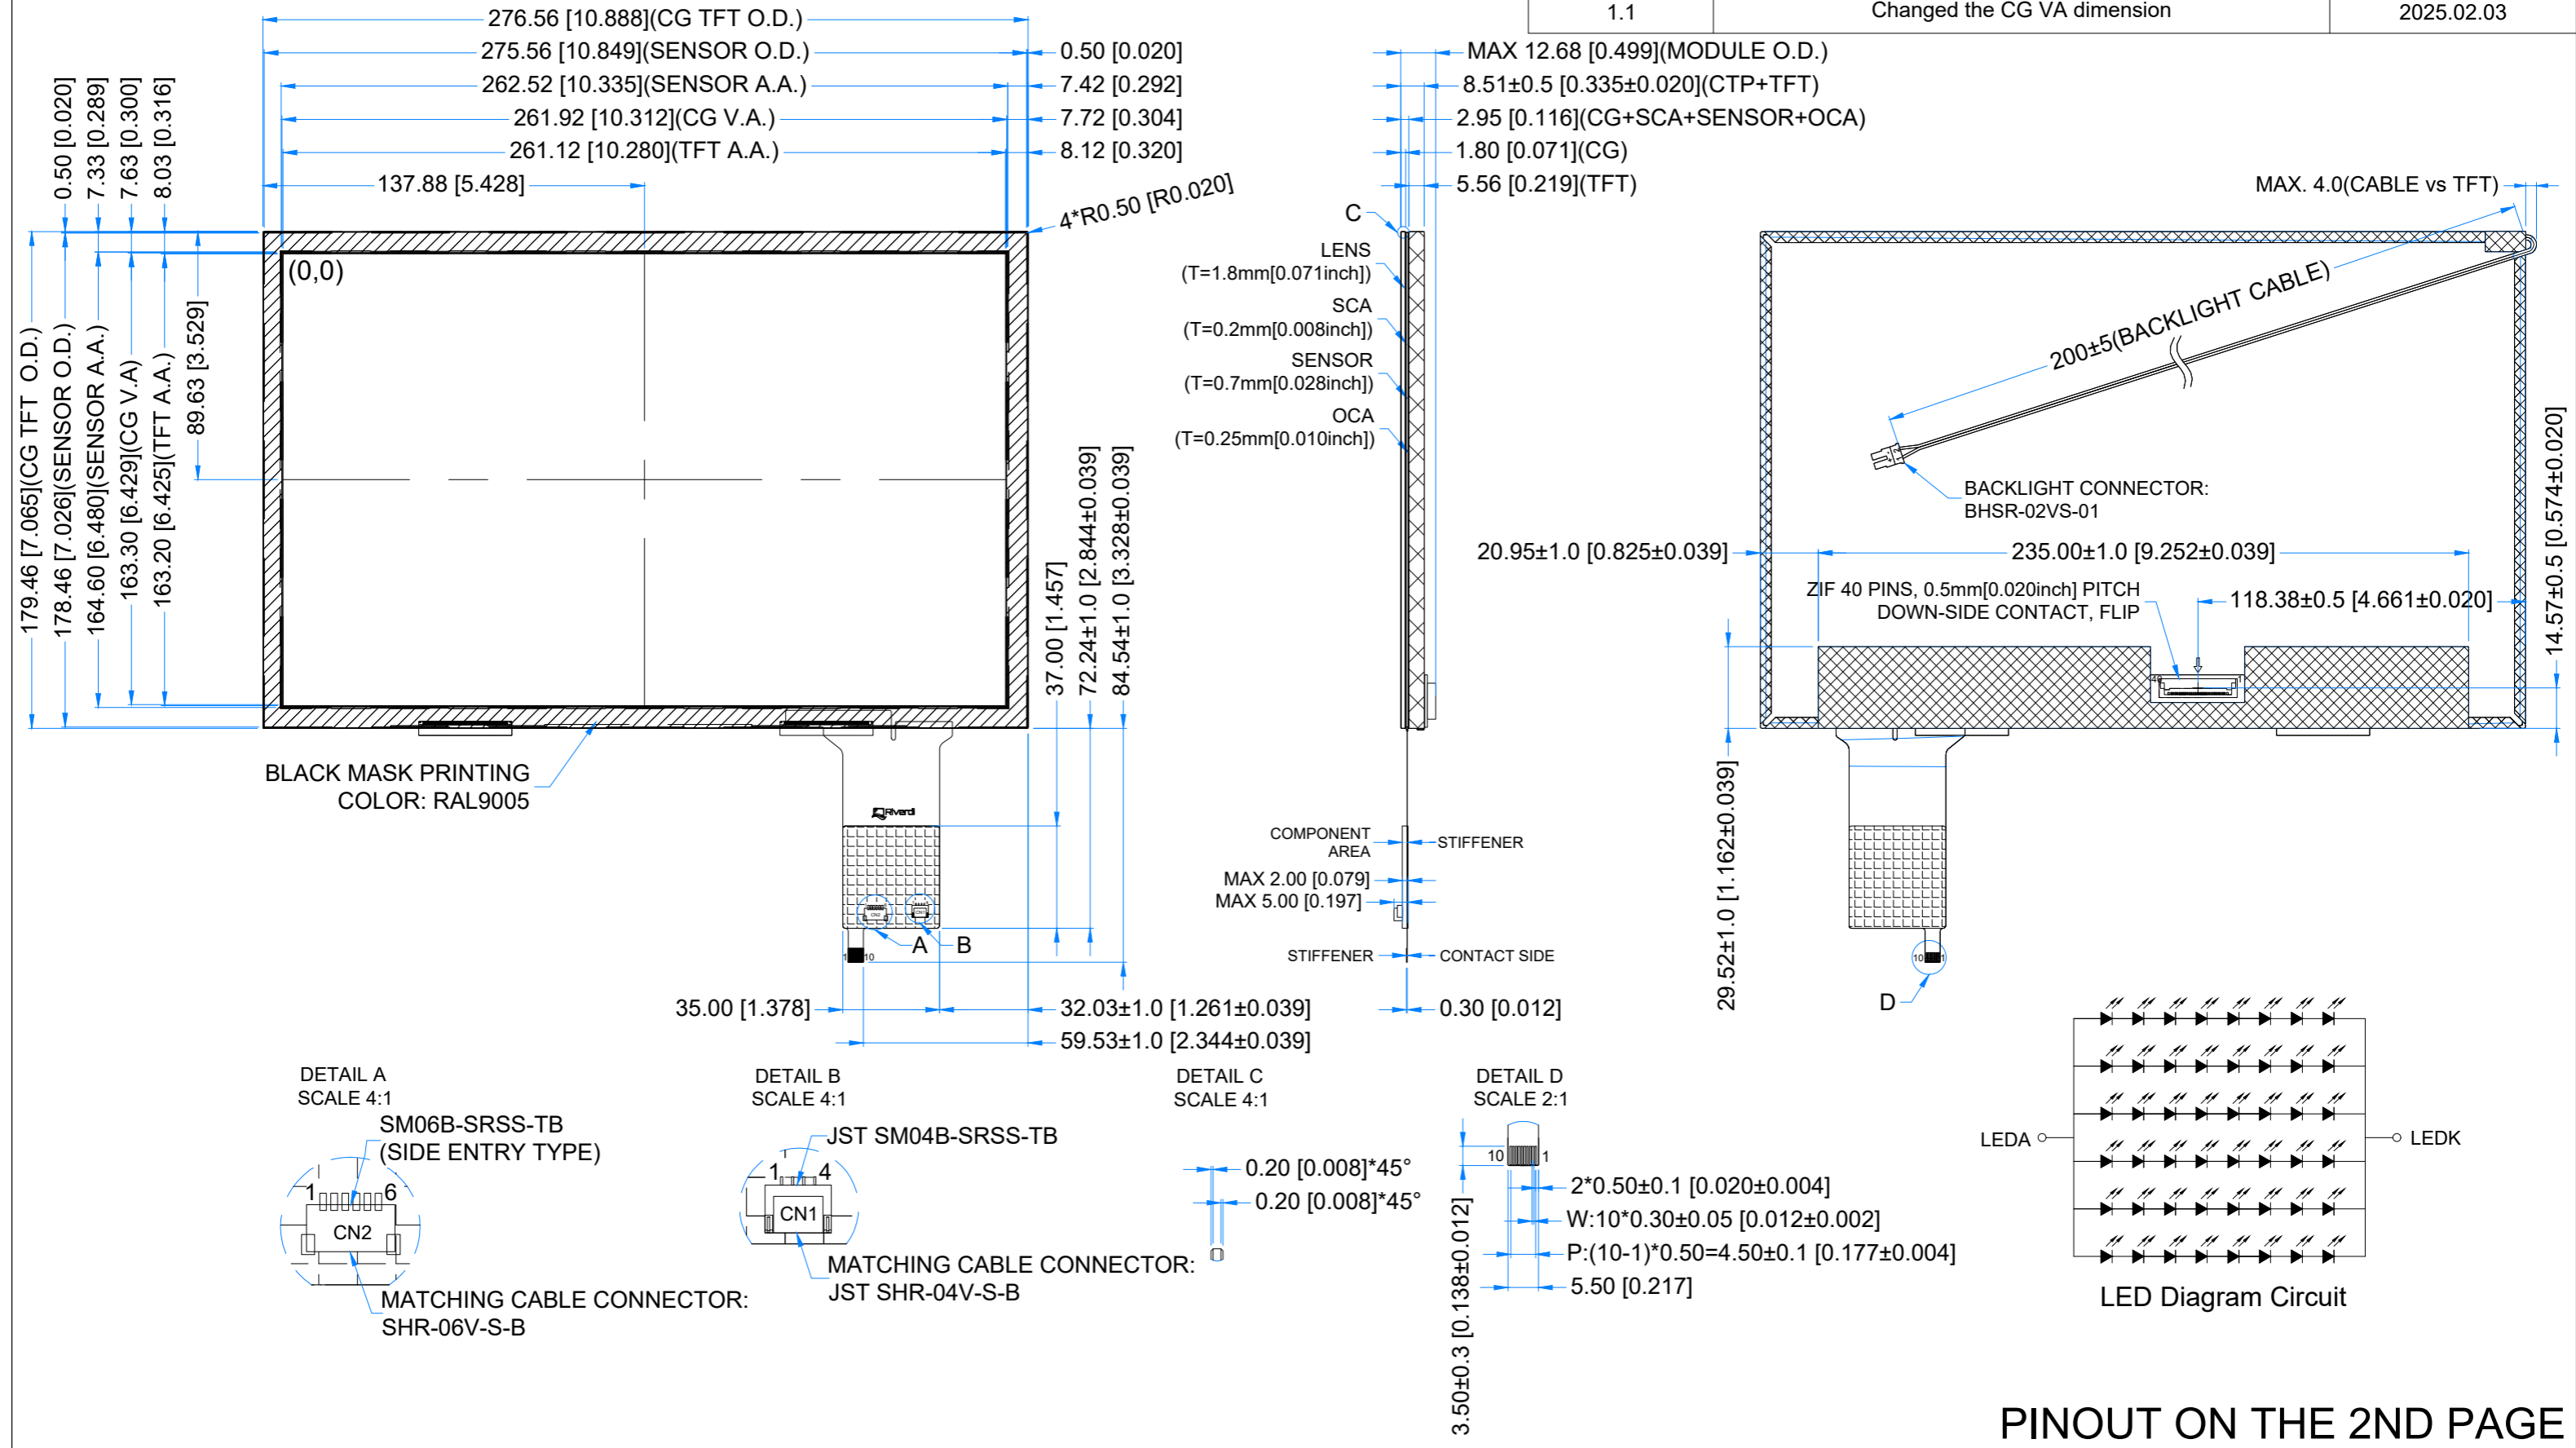 1.1 Changed the CG VA dimension 2025.02.03
276.56 [10.888](CG TFT O.D.)
275.56 [10.849](SENSOR O.D.)
0.50 [0.020]
262.52 [10.335](SENSOR A.A.)
7.42 [0.292]
261.92 [10.312](CG V.A.)
7.72 [0.304]
261.12 [10.280](TFT A.A.)
8.12 [0.320]
137.88 [5.428]
4*R0.50 [R0.020]
0.50 [0.020]
7.33 [0.289]
7.63 [0.300]
8.03 [0.316]
179.46 [7.065](CG TFT O.D.)
178.46 [7.026](SENSOR O.D.)
164.60 [6.480](SENSOR A.A.)
163.30 [6.429](CG V.A)
163.20 [6.425](TFT A.A.)
89.63 [3.529]
(0,0)
BLACK MASK PRINTING
COLOR: RAL9005
Riverdi
CN2
CN1
A
B
1
10
37.00 [1.457]
72.24±1.0 [2.844±0.039]
84.54±1.0 [3.328±0.039]
35.00 [1.378]
32.03±1.0 [1.261±0.039]
59.53±1.0 [2.344±0.039]
MAX 12.68 [0.499](MODULE O.D.)
8.51±0.5 [0.335±0.020](CTP+TFT)
2.95 [0.116](CG+SCA+SENSOR+OCA)
1.80 [0.071](CG)
5.56 [0.219](TFT)
C
LENS
(T=1.8mm[0.071inch])
SCA
(T=0.2mm[0.008inch])
SENSOR
(T=0.7mm[0.028inch])
OCA
(T=0.25mm[0.010inch])
COMPONENT
AREA
STIFFENER
MAX 2.00 [0.079]
MAX 5.00 [0.197]
STIFFENER
CONTACT SIDE
0.30 [0.012]
MAX. 4.0(CABLE vs TFT)
200±5(BACKLIGHT CABLE)
BACKLIGHT CONNECTOR:
BHSR-02VS-01
20.95±1.0 [0.825±0.039]
235.00±1.0 [9.252±0.039]
ZIF 40 PINS, 0.5mm[0.020inch] PITCH
DOWN-SIDE CONTACT, FLIP
118.38±0.5 [4.661±0.020]
14.57±0.5 [0.574±0.020]
40
1
29.52±1.0 [1.162±0.039]
10
1
D
DETAIL A
SCALE 4:1
SM06B-SRSS-TB
(SIDE ENTRY TYPE)
1
6
CN2
MATCHING CABLE CONNECTOR:
SHR-06V-S-B
DETAIL B
SCALE 4:1
JST SM04B-SRSS-TB
1
4
CN1
MATCHING CABLE CONNECTOR:
JST SHR-04V-S-B
DETAIL C
SCALE 4:1
0.20 [0.008]*45°
0.20 [0.008]*45°
DETAIL D
SCALE 2:1
10
1
2*0.50±0.1 [0.020±0.004]
W:10*0.30±0.05 [0.012±0.002]
P:(10-1)*0.50=4.50±0.1 [0.177±0.004]
5.50 [0.217]
3.50±0.3 [0.138±0.012]
LEDA
LEDK
LED Diagram Circuit
PINOUT ON THE 2ND PAGE